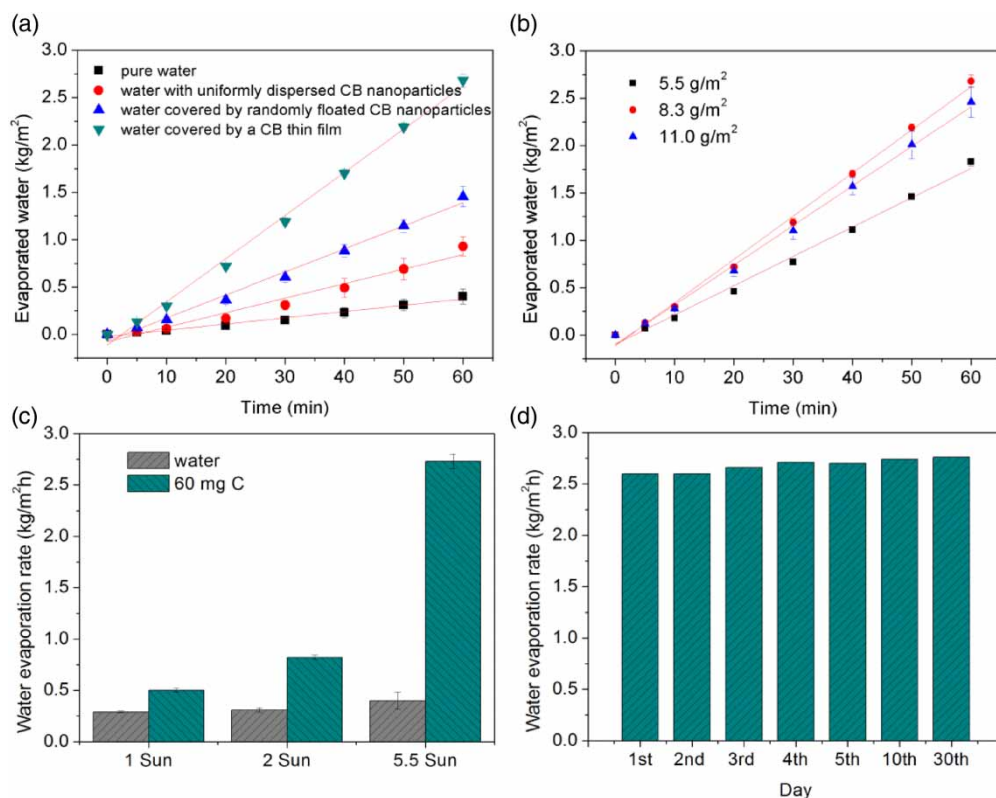 (a)
Evaporated water (kg/m²)
3.0
2.5
2.0
1.5
1.0
0.5
0.0
pure water
water with uniformly dispersed CB nanoparticles
water covered by randomly floated CB nanoparticles
water covered by a CB thin film
0 10 20 30 40 50 60
Time (min)
(b)
Evaporated water (kg/m²)
3.0
2.5
2.0
1.5
1.0
0.5
0.0
5.5 g/m²
8.3 g/m²
11.0 g/m²
0 10 20 30 40 50 60
Time (min)
(c)
Water evaporation rate (kg/m²h)
3.0
2.5
2.0
1.5
1.0
0.5
0.0
water
60 mg C
1 Sun 2 Sun 5.5 Sun
(d)
Water evaporation rate (kg/m²h)
3.0
2.5
2.0
1.5
1.0
0.5
0.0
1st 2nd 3rd 4th 5th 10th 30th
Day